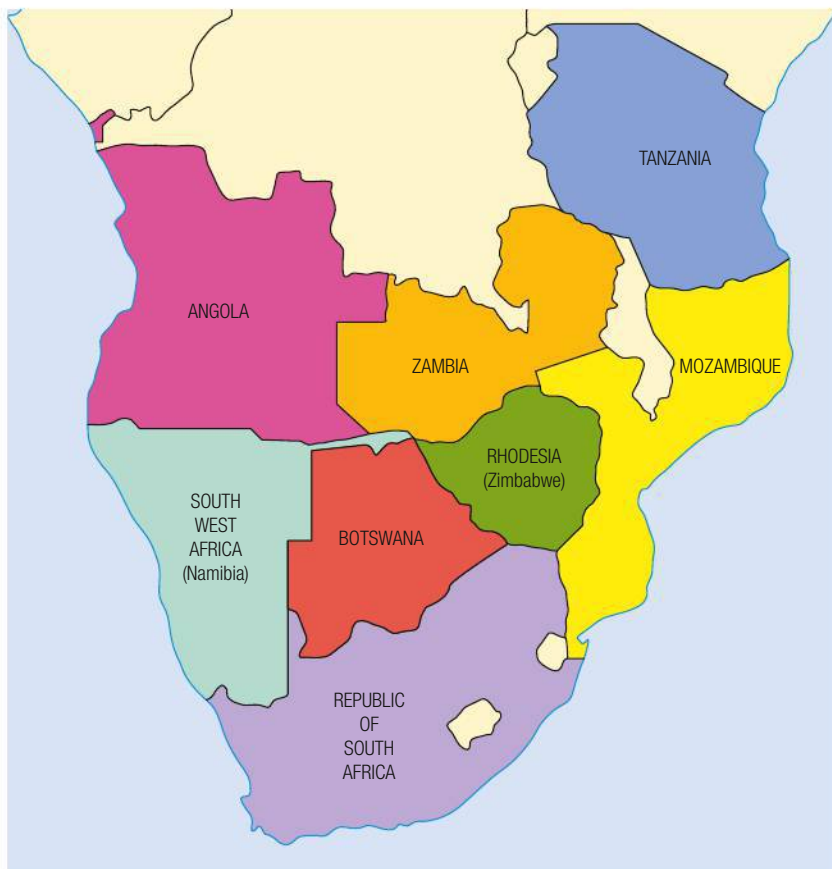 TANZANIA
ANGOLA
ZAMBIA
MOZAMBIQUE
RHODESIA
(Zimbabwe)
SOUTH
WEST
AFRICA
(Namibia)
BOTSWANA
REPUBLIC
OF
SOUTH
AFRICA